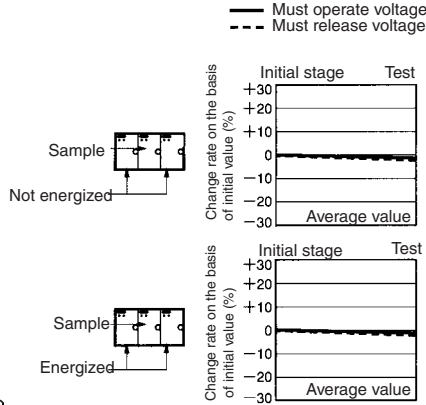 Must operate voltage
Must release voltage
Initial stage Test
Change rate on the basis
of initial value (%)
+30
+20
+10
0
−10
−20
−30
Average value
Sample
Not energized
Initial stage Test
Change rate on the basis
of initial value (%)
+30
+20
+10
0
−10
−20
−30
Average value
Sample
Energized